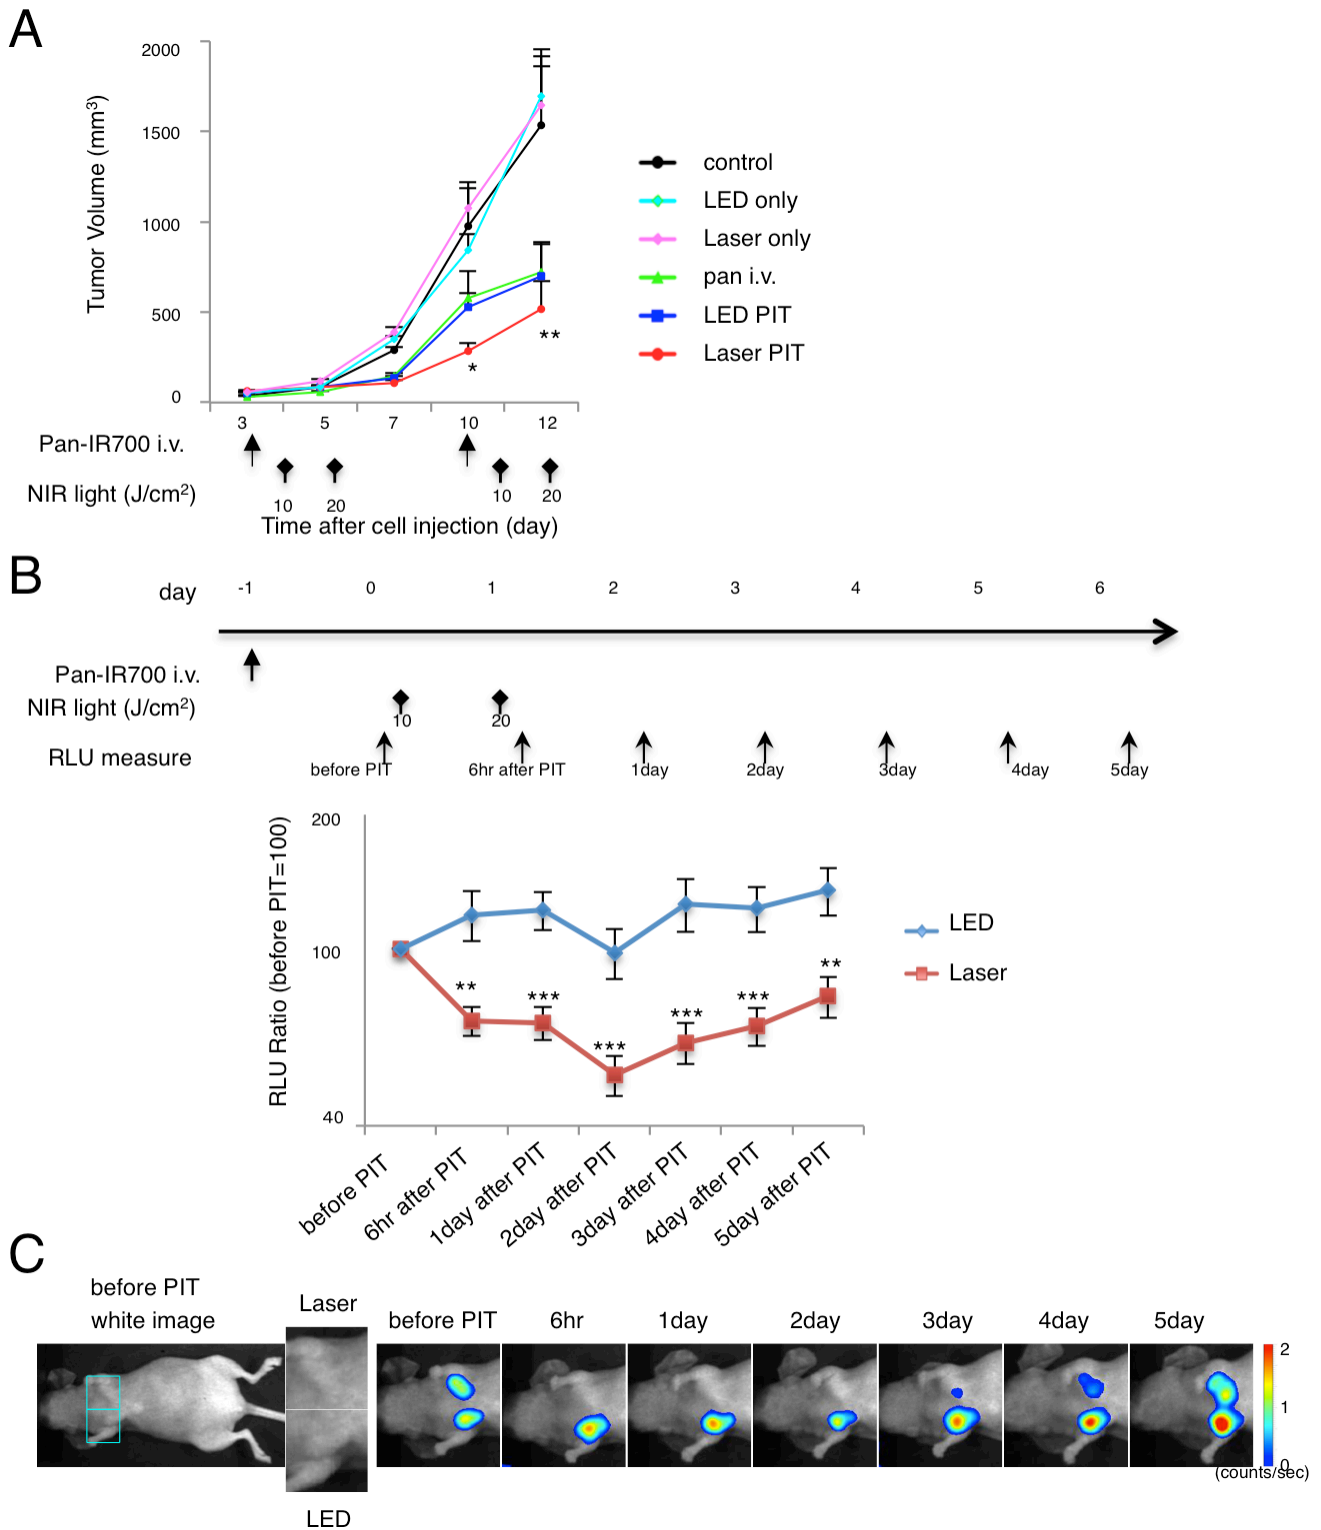 A
Tumor Volume (mm³)
2000
1500
1000
500
0
3 5 7 10 12
control
LED only
Laser only
pan i.v.
LED PIT
Laser PIT
*
**
Pan-IR700 i.v.
NIR light (J/cm²)
10 20 10 20
Time after cell injection (day)
B
day -1 0 1 2 3 4 5 6
Pan-IR700 i.v.
NIR light (J/cm²)
10 20
RLU measure
before PIT 6hr after PIT 1day 2day 3day 4day 5day
RLU Ratio (before PIT=100)
200
100
40
** *** *** *** *** **
LED
Laser
before PIT
6hr after PIT
1day after PIT
2day after PIT
3day after PIT
4day after PIT
5day after PIT
C
before PIT
white image
Laser
LED
before PIT 6hr 1day 2day 3day 4day 5day
2
1
0
(counts/sec)